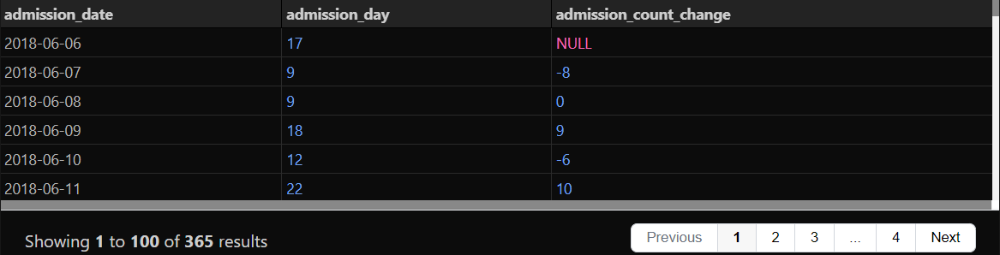 admission_date admission_day admission_count_change
2018-06-06 17 NULL
2018-06-07 9 -8
2018-06-08 9 0
2018-06-09 18 9
2018-06-10 12 -6
2018-06-11 22 10
Showing 1 to 100 of 365 results Previous 1 2 3 ... 4 Next